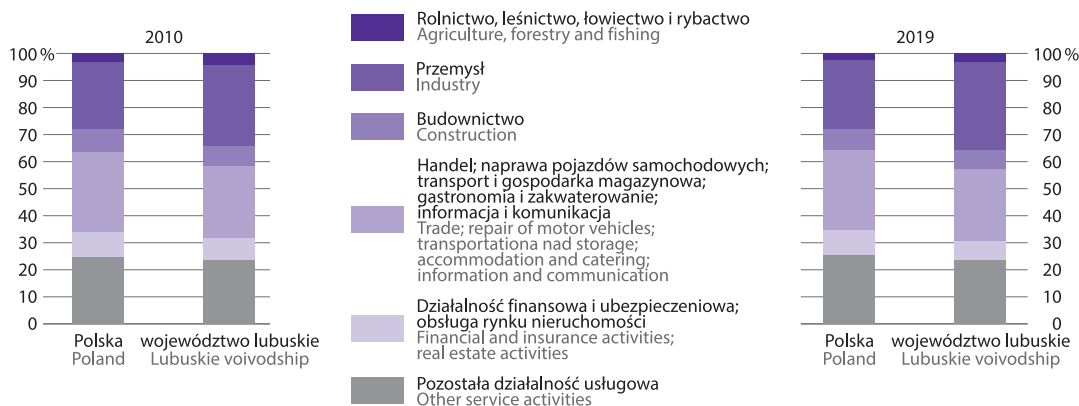 2010
100 %
90
80
70
60
50
40
30
20
10
0
Polska
Poland
województwo lubuskie
Lubuskie voivodship
Rolnictwo, leśnictwo, łowiectwo i rybactwo
Agriculture, forestry and fishing
Przemysł
Industry
Budownictwo
Construction
Handel; naprawa pojazdów samochodowych;
transport i gospodarka magazynowa;
gastronomia i zakwaterowanie;
informacja i komunikacja
Trade; repair of motor vehicles;
transportationa nad storage;
accommodation and catering;
information and communication
Działalność finansowa i ubezpieczeniowa;
obsługa rynku nieruchomości
Financial and insurance activities;
real estate activities
Pozostała działalność usługowa
Other service activities
2019
100 %
90
80
70
60
50
40
30
20
10
0
Polska
Poland
województwo lubuskie
Lubuskie voivodship